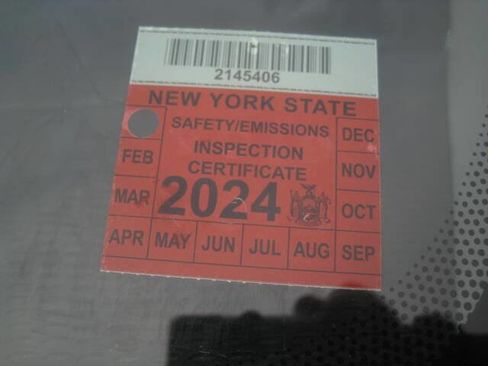 2145406
NEW YORK STATE
SAFETY/EMISSIONS
INSPECTION
CERTIFICATE
2024
FEB
MAR
APR
MAY
JUN
JUL
AUG
SEP
OCT
NOV
DEC